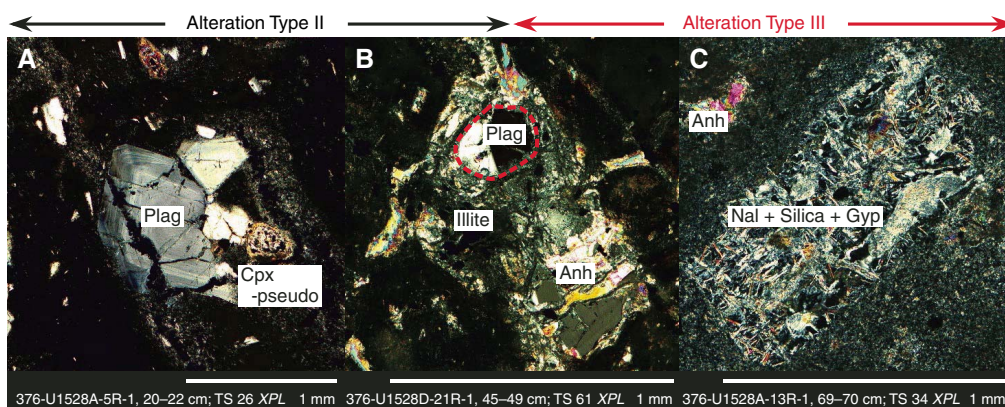 Alteration Type II
Alteration Type III
A
B
C
Plag
Cpx
-pseudo
Plag
Illite
Anh
Anh
Nal + Silica + Gyp
376-U1528A-5R-1, 20–22 cm; TS 26 XPL 1 mm
376-U1528D-21R-1, 45–49 cm; TS 61 XPL 1 mm
376-U1528A-13R-1, 69–70 cm; TS 34 XPL 1 mm